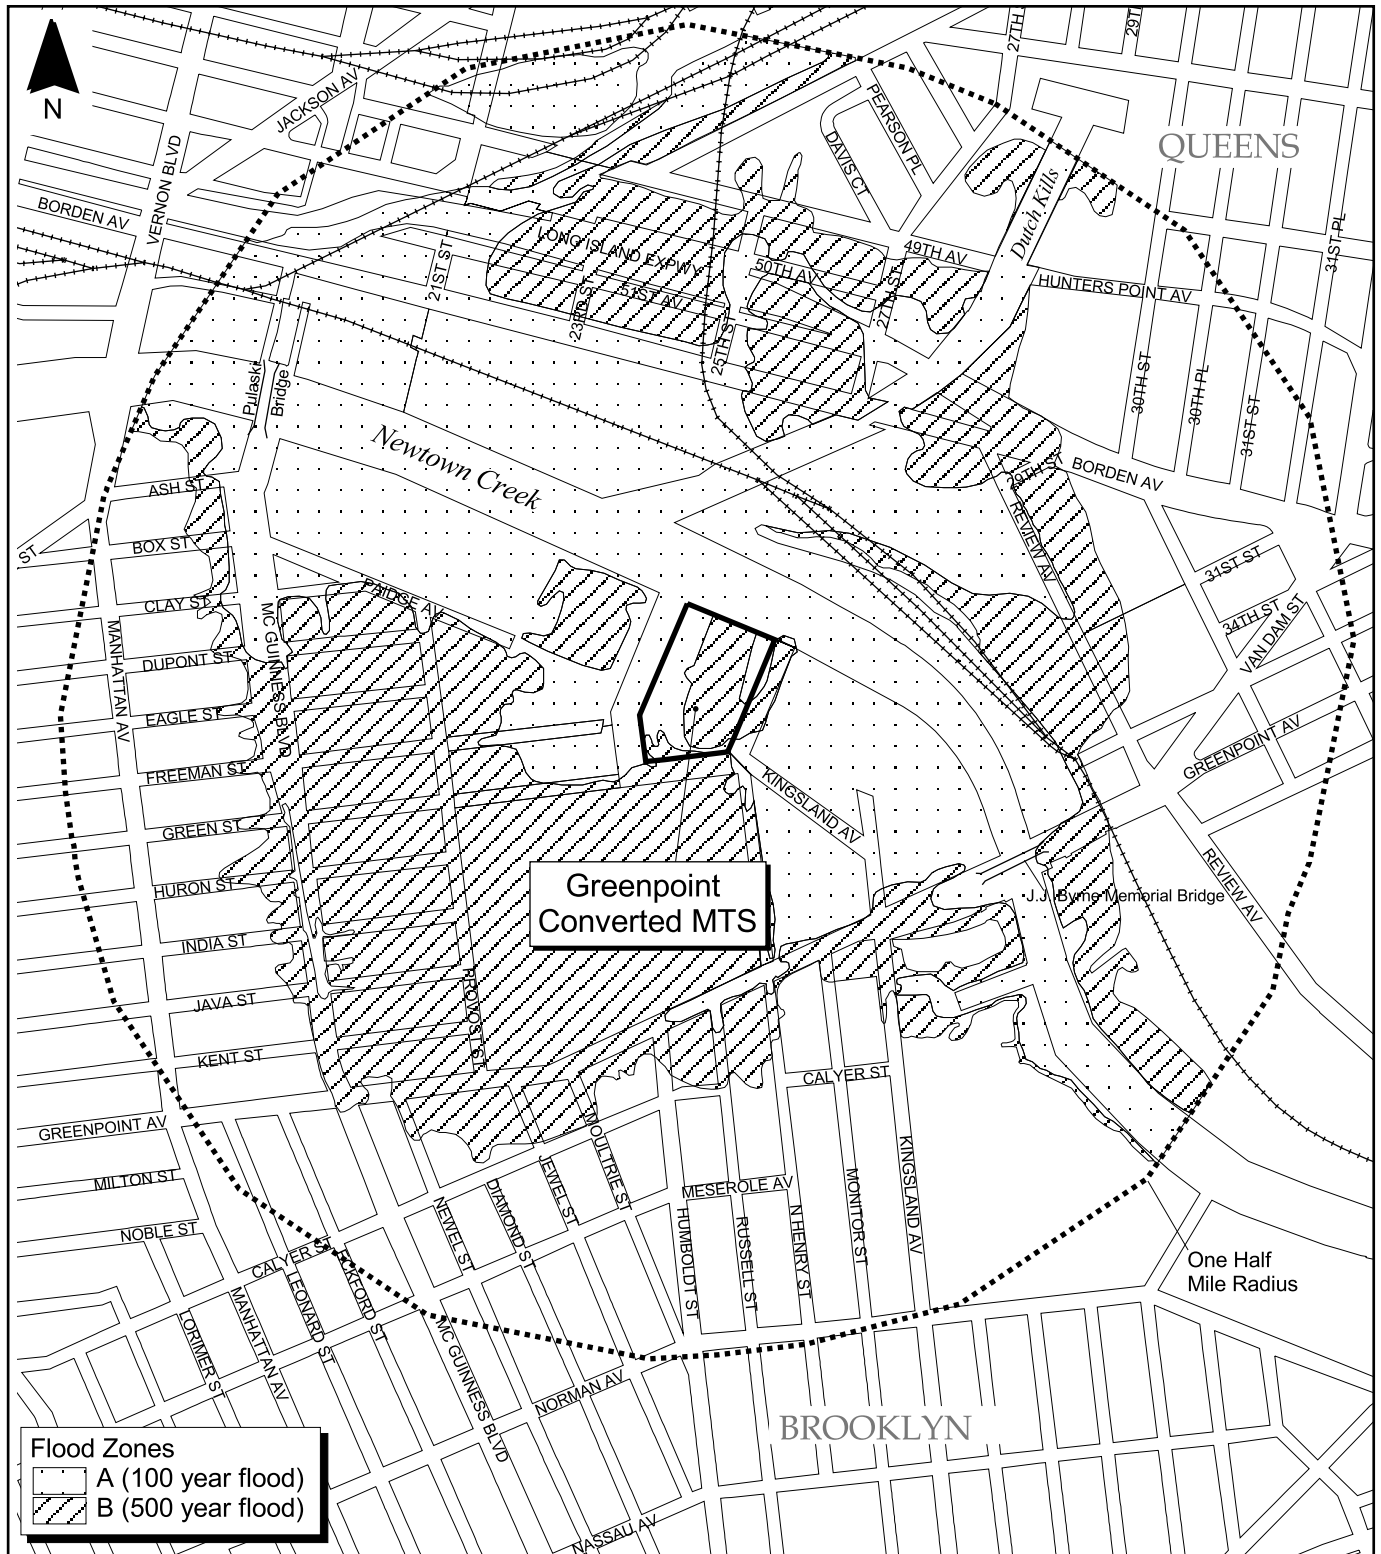 N
JACKSON AV
VERNON BLVD
BORDEN AV
27TH
29TH
PEARSON PL
DAVIS CT
QUEENS
Dutch Kills
31ST PL
LONG ISLAND EXPWY
49TH AV
50TH AV
51ST AV
21ST ST
23RD ST
25TH ST
27TH ST
HUNTERS POINT AV
30TH ST
30TH PL
31ST ST
Pulaski
Bridge
Newtown Creek
29TH ST
BORDEN AV
REVIEW AV
ST
ASH ST
BOX ST
CLAY ST
DUPONT ST
EAGLE ST
FREEMAN ST
GREEN ST
HURON ST
INDIA ST
JAVA ST
KENT ST
MANHATTAN AV
MC GUINNESS BLVD
PAIDGE AV
PROVOST ST
31ST ST
34TH ST
VAN DAM ST
GREENPOINT AV
REVIEW AV
KINGSLAND AV
Greenpoint
Converted MTS
J.J. Byrne Memorial Bridge
CALYER ST
GREENPOINT AV
MILTON ST
NOBLE ST
CALYER ST
MOULTRIE ST
JEWEL ST
DIAMOND ST
NEWEL ST
MESEROLE AV
HUMBOLDT ST
RUSSELL ST
N HENRY ST
MONITOR ST
KINGSLAND AV
One Half
Mile Radius
LORIMER ST
MANHATTAN AV
LEONARD ST
ECKFORD ST
MC GUINNESS BLVD
NORMAN AV
NASSAU AV
BROOKLYN
Flood Zones
A (100 year flood)
B (500 year flood)